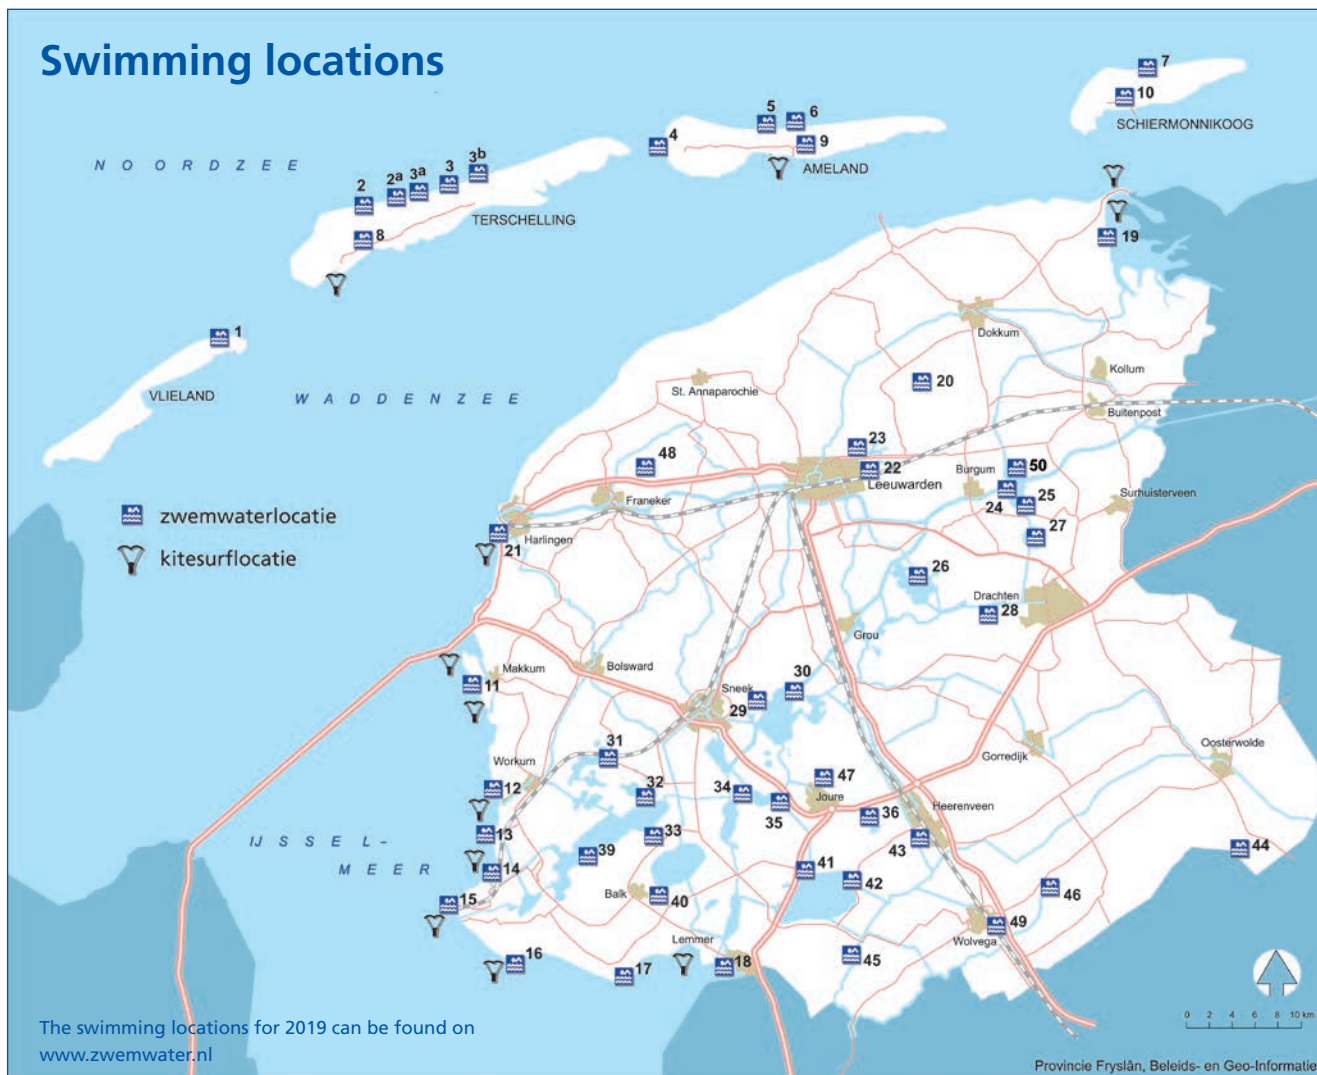 Swimming locations
7
10
SCHIERMONNIKOOG
5
6
4
9
AMELAND
N O O R D Z E E
2
2a
3a
3
3b
8
TERSCHELLING
19
1
VLIELAND
W A D D E N Z E E
Dokkum
Kollum
Buitenpost
St. Annaparochie
20
23
22
Leeuwarden
48
Franeker
Burgum
50
24
25
Surhuisterveen
27
zwemwaterlocatie
kitesurflocatie
21
Harlingen
26
Drachten
28
Grou
Makkum
11
Bolsward
Sneek
29
30
31
Workum
12
32
34
35
47
Joure
36
Heerenveen
43
Gorredijk
Oosterwolde
IJ S S E L -
M E E R
13
14
33
39
15
Balk
40
41
42
44
46
49
Wolvega
Lemmer
16
17
18
45
0 2 4 6 8 10 km
The swimming locations for 2019 can be found on
www.zwemwater.nl
Provincie Fryslân, Beleids- en Geo-Informatie